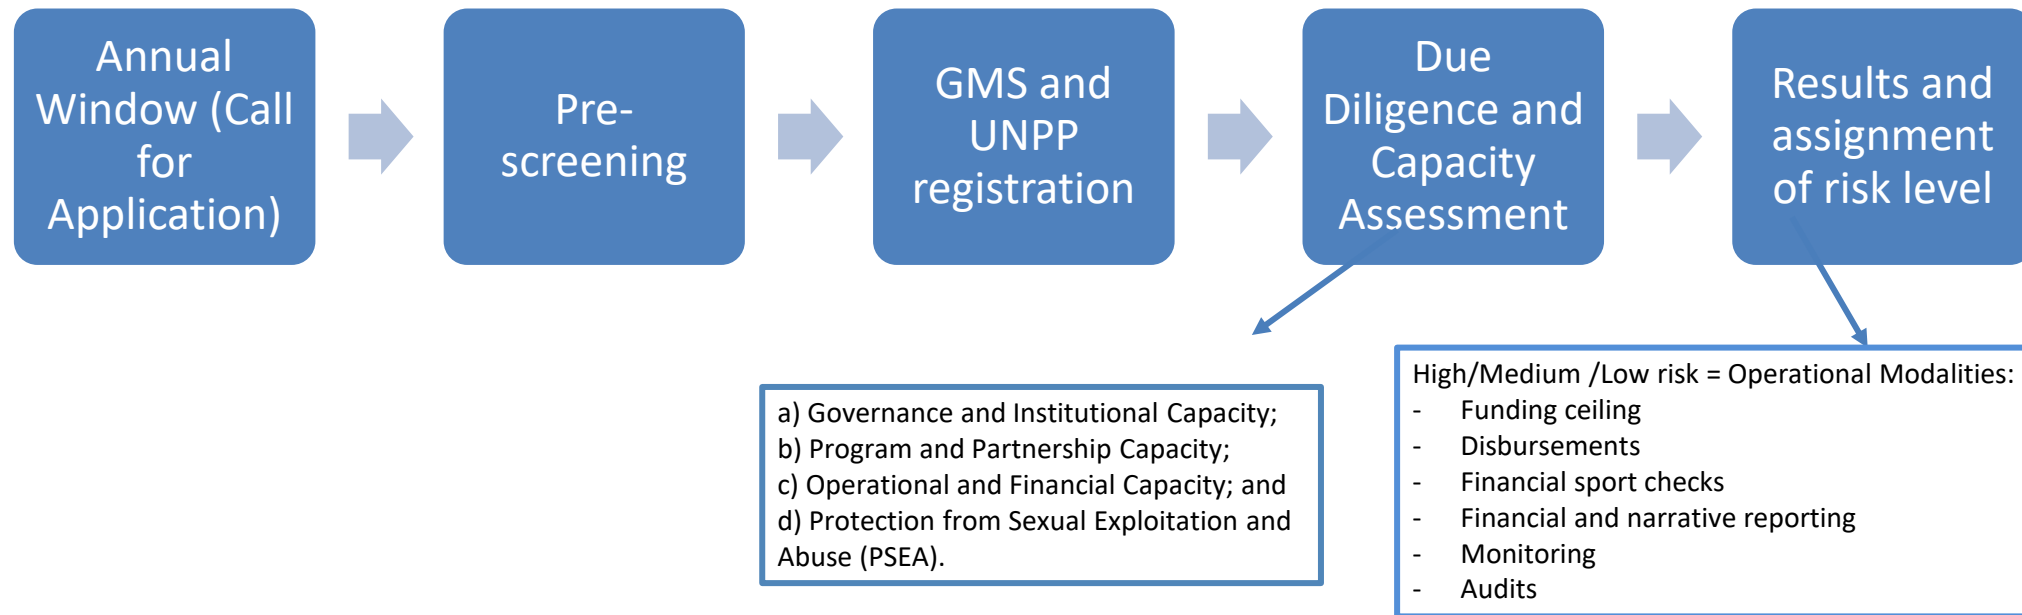 Annual
Window (Call
for
Application)
Pre-
screening
GMS and
UNPP
registration
Due
Diligence and
Capacity
Assessment
Results and
assignment
of risk level
a) Governance and Institutional Capacity;
b) Program and Partnership Capacity;
c) Operational and Financial Capacity; and
d) Protection from Sexual Exploitation and
Abuse (PSEA).
High/Medium /Low risk = Operational Modalities:
- Funding ceiling
- Disbursements
- Financial sport checks
- Financial and narrative reporting
- Monitoring
- Audits